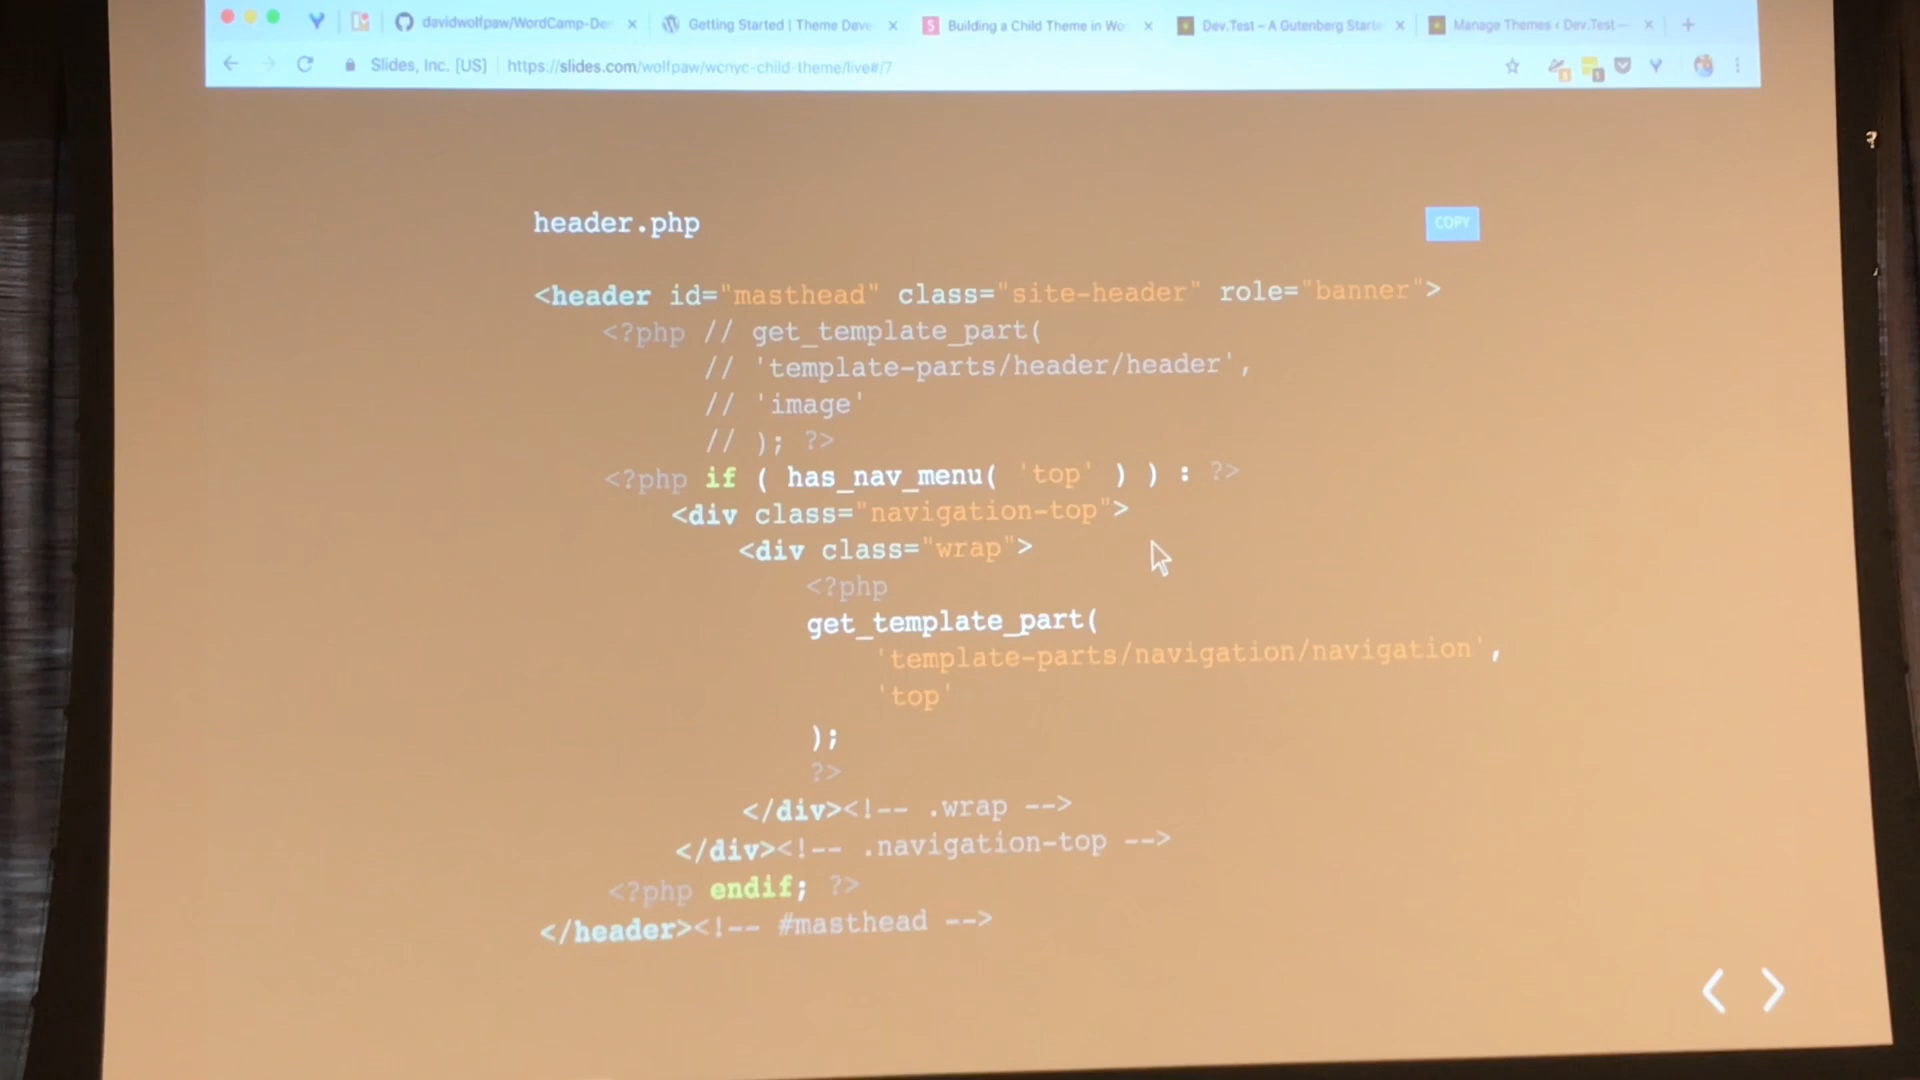 davidwolfpaw/WordCamp-De
Getting Started | Theme Deve
Building a Child Theme in Wo
Dev.Test – A Gutenberg Starte
Manage Themes ‹ Dev.Test —
Slides, Inc. [US]
https://slides.com/wolfpaw/wcnyc-child-theme/live#/7
header.php
COPY
<header id="masthead" class="site-header" role="banner">
<?php // get_template_part(
// 'template-parts/header/header',
// 'image'
// ); ?>
<?php if ( has_nav_menu( 'top' ) ) : ?>
<div class="navigation-top">
<div class="wrap">
<?php
get_template_part(
'template-parts/navigation/navigation',
'top'
);
?>
</div><!-- .wrap -->
</div><!-- .navigation-top -->
<?php endif; ?>
</header><!-- #masthead -->